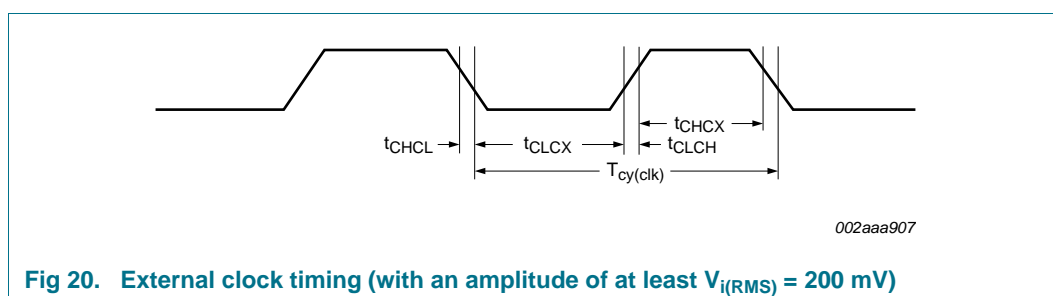 tCHCX
tCHCL tCLCX tCLCH
Tcy(clk)
002aaa907
Fig 20. External clock timing (with an amplitude of at least Vi(RMS) = 200 mV)